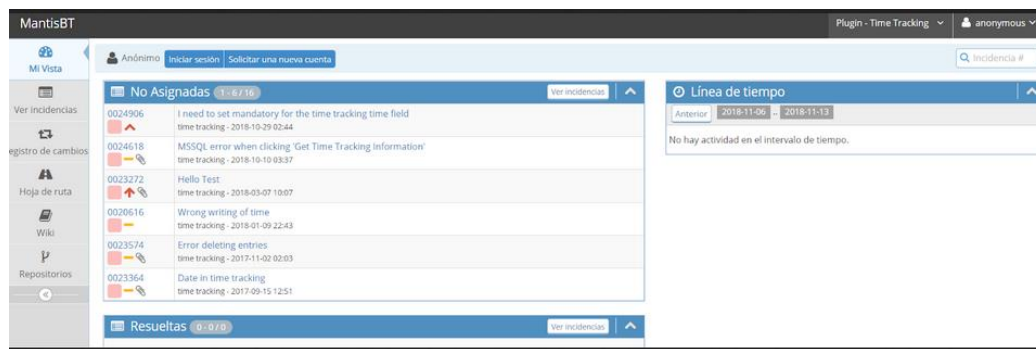 MantisBT
Plugin - Time Tracking
anonymous
Mi Vista
Ver incidencias
egistro de cambios
Hoja de ruta
Wiki
Repositorios
Anónimo Iniciar sesión Solicitar una nueva cuenta
Incidencia #
No Asignadas 1 - 6 / 16 Ver incidencias
0024906 I need to set mandatory for the time tracking time field
time tracking - 2018-10-29 02:44
0024618 MSSQL error when clicking 'Get Time Tracking Information'
time tracking - 2018-10-10 03:37
0023272 Hello Test
time tracking - 2018-03-07 10:07
0020616 Wrong writing of time
time tracking - 2018-01-09 22:43
0023574 Error deleting entries
time tracking - 2017-11-02 02:03
0023364 Date in time tracking
time tracking - 2017-09-15 12:51
Resueltas 0 - 0 / 0 Ver incidencias
Línea de tiempo
Anterior 2018-11-06 .. 2018-11-13
No hay actividad en el intervalo de tiempo.